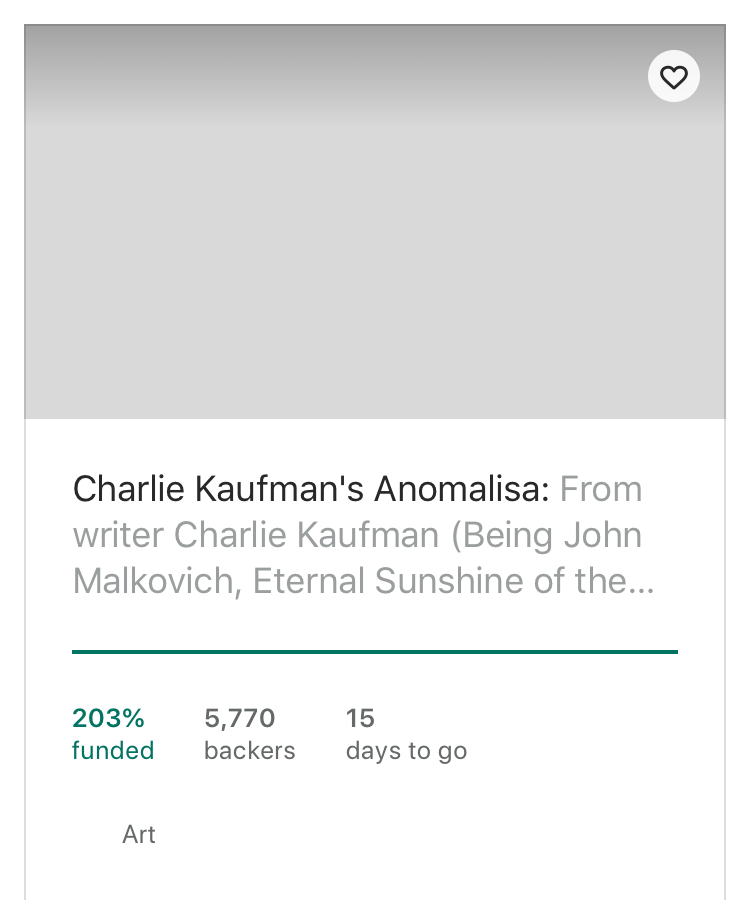 Charlie Kaufman's Anomalisa: From
writer Charlie Kaufman (Being John
Malkovich, Eternal Sunshine of the...
203% 5,770 15
funded backers days to go
Art